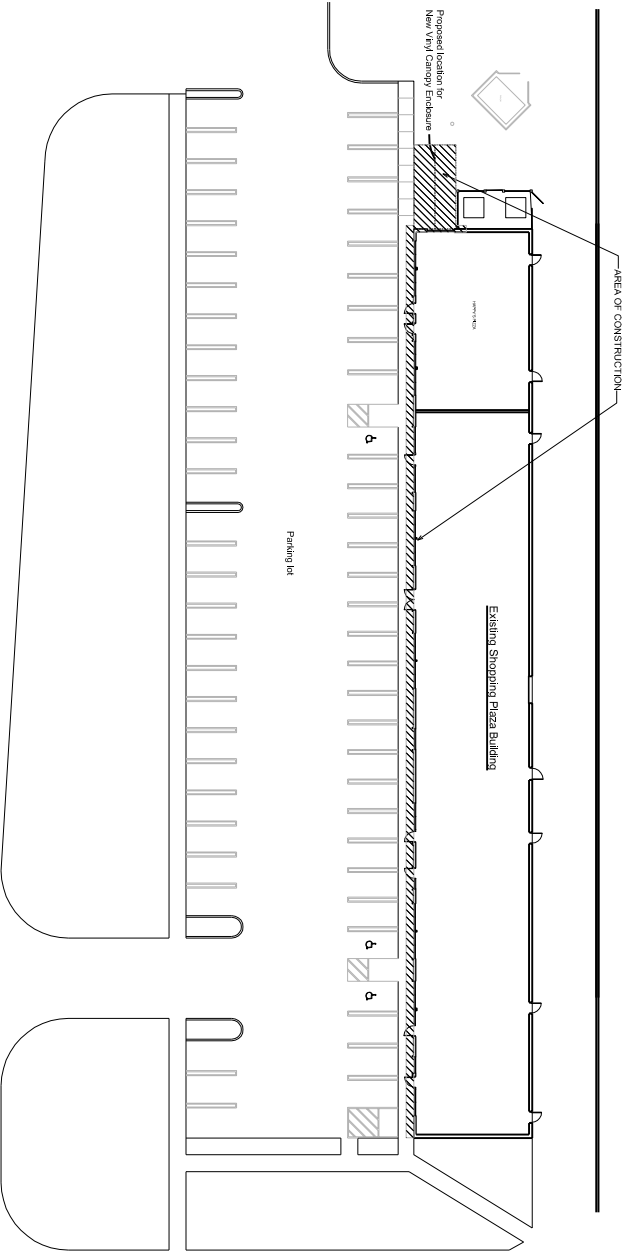 Proposed location for
New Vinyl Canopy Enclosure
AREA OF CONSTRUCTION
Existing Shopping Plaza Building
Parking lot